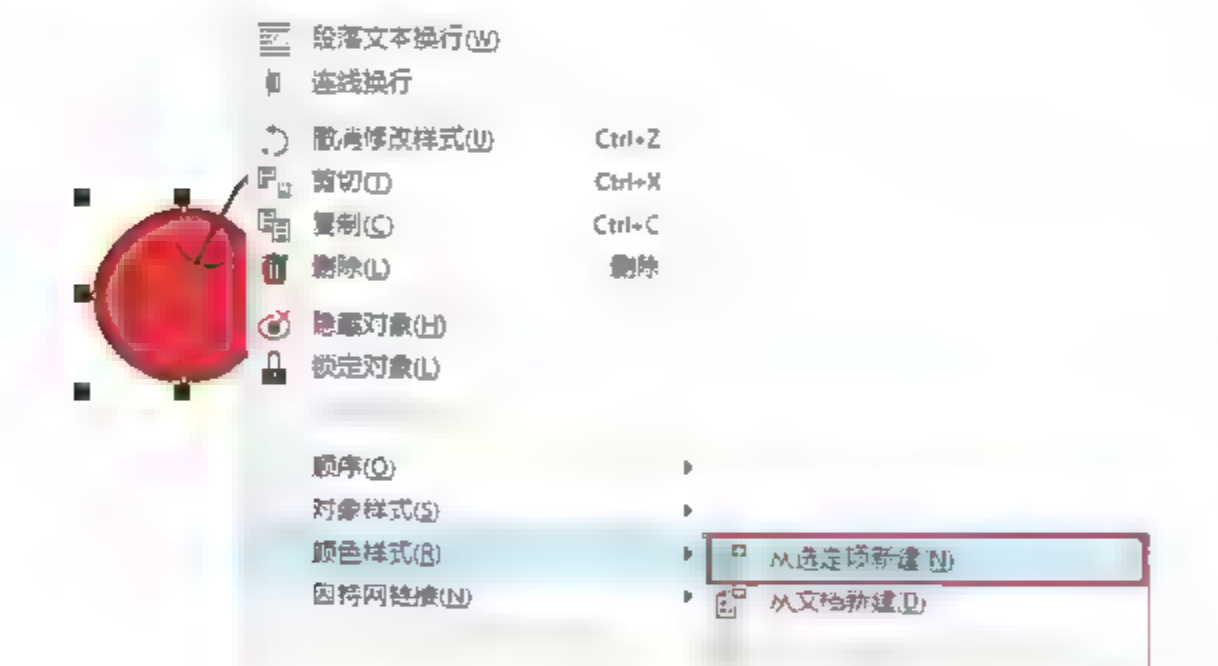 段落文本换行(W)
连线换行
撤消修改样式(U) Ctrl+Z
剪切(T) Ctrl+X
复制(C) Ctrl+C
删除(L) 删除
隐藏对象(H)
锁定对象(L)
顺序(O)
对象样式(S)
颜色样式(R)
从选定项新建(N)
因特网链接(N)
从文档新建(D)